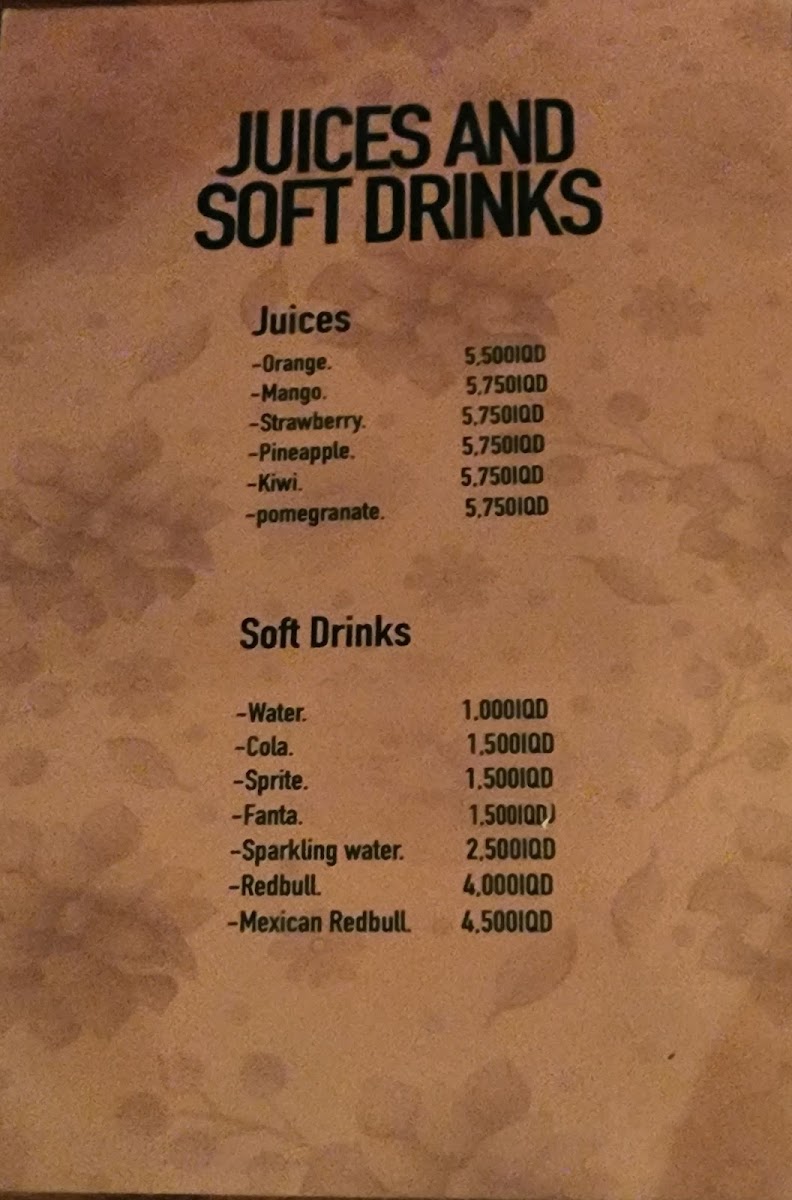 JUICES AND
SOFT DRINKS
Juices
-Orange. 5,500IQD
-Mango. 5,750IQD
-Strawberry. 5,750IQD
-Pineapple. 5,750IQD
-Kiwi. 5,750IQD
-pomegranate. 5,750IQD
Soft Drinks
-Water. 1,000IQD
-Cola. 1,500IQD
-Sprite. 1,500IQD
-Fanta. 1,500IQD
-Sparkling water. 2,500IQD
-Redbull. 4,000IQD
-Mexican Redbull. 4,500IQD